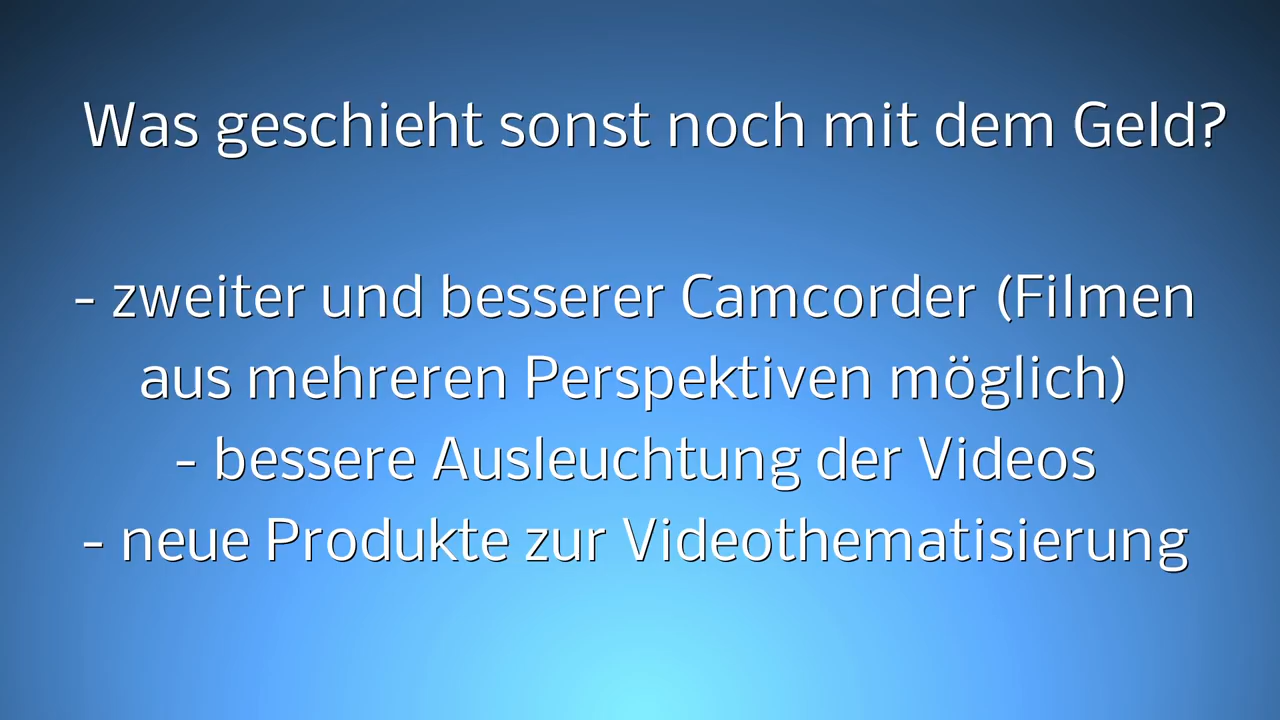 Was geschieht sonst noch mit dem Geld?
- zweiter und besserer Camcorder (Filmen
aus mehreren Perspektiven möglich)
- bessere Ausleuchtung der Videos
- neue Produkte zur Videothematisierung